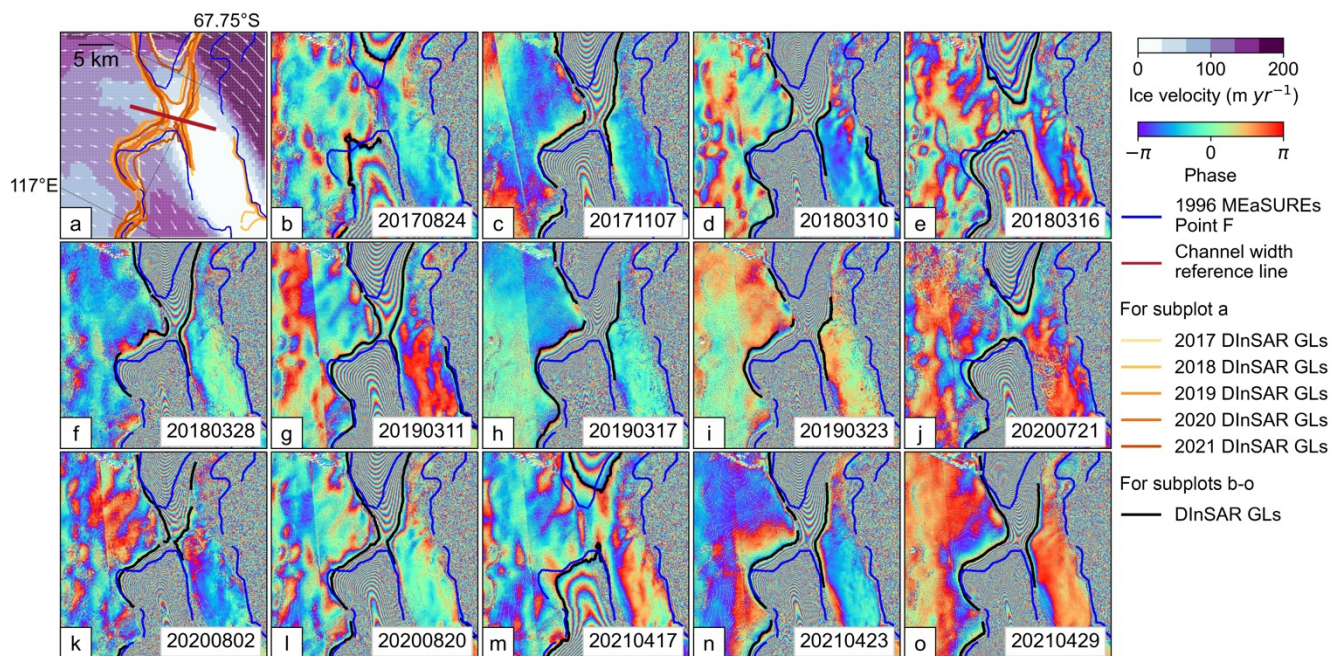 67.75°S
5 km
117°E
a
b
20170824
c
20171107
d
20180310
e
20180316
f
20180328
g
20190311
h
20190317
i
20190323
j
20200721
k
20200802
l
20200820
m
20210417
n
20210423
o
20210429
0 100 200
Ice velocity (m yr⁻¹)
−π 0 π
Phase
1996 MEaSUREs
Point F
Channel width
reference line
For subplot a
2017 DInSAR GLs
2018 DInSAR GLs
2019 DInSAR GLs
2020 DInSAR GLs
2021 DInSAR GLs
For subplots b-o
DInSAR GLs